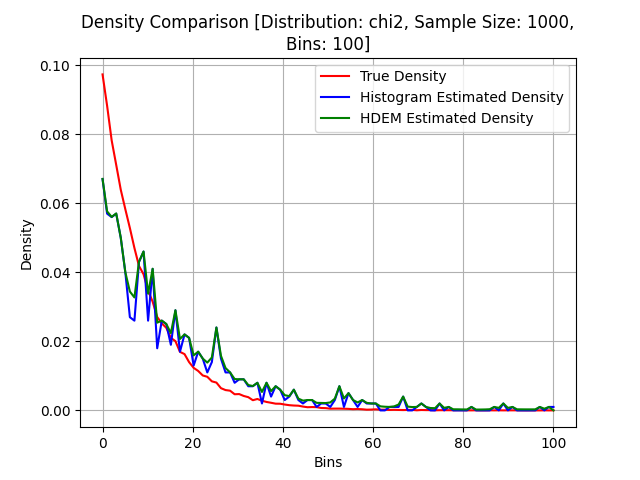 Density Comparison [Distribution: chi2, Sample Size: 1000,
Bins: 100]
True Density
Histogram Estimated Density
HDEM Estimated Density
Density
0.10
0.08
0.06
0.04
0.02
0.00
0 20 40 60 80 100
Bins